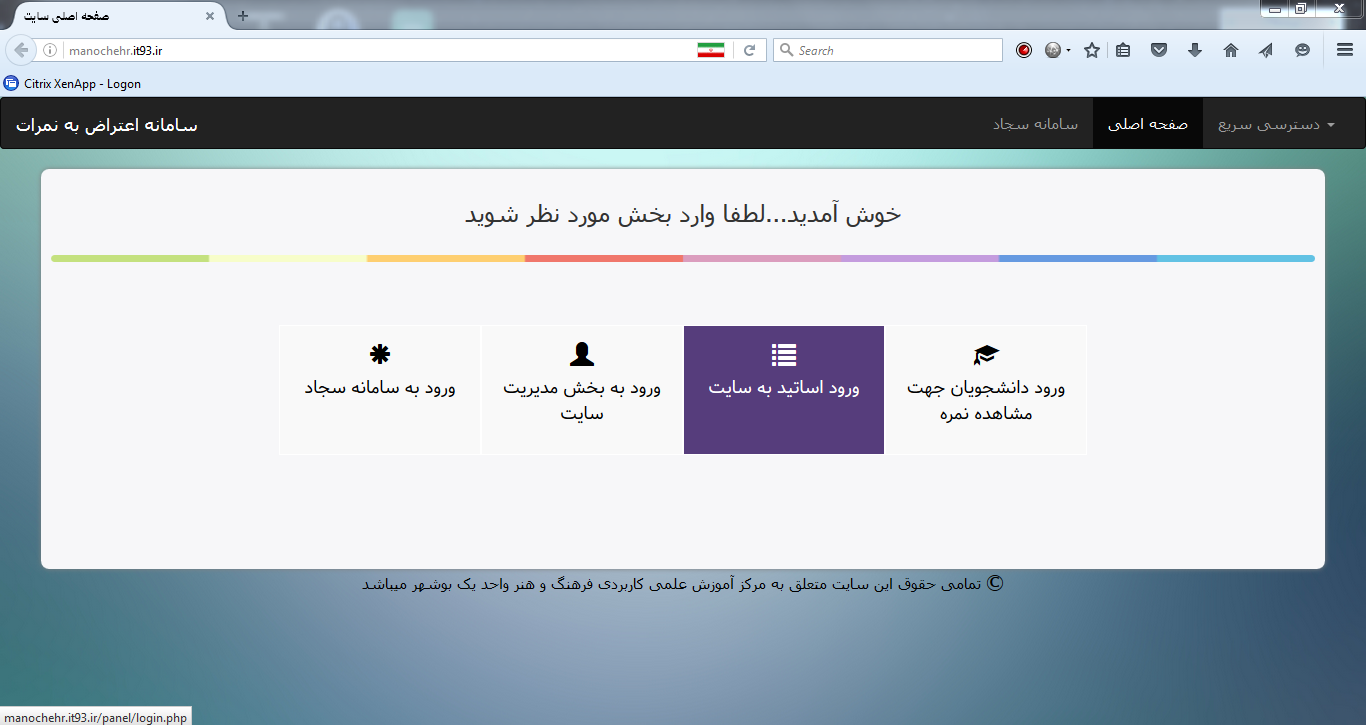 صفحه اصلی سایت
manochehr.it93.ir
Search
Citrix XenApp - Logon
سامانه اعتراض به نمرات
دسترسی سریع
صفحه اصلی
سامانه سجاد
خوش آمدید...لطفا وارد بخش مورد نظر شوید
ورود دانشجویان جهت
مشاهده نمره
ورود اساتید به سایت
ورود به بخش مدیریت
سایت
ورود به سامانه سجاد
© تمامی حقوق این سایت متعلق به مرکز آموزش علمی کاربردی فرهنگ و هنر واحد یک بوشهر میباشد
manochehr.it93.ir/panel/login.php